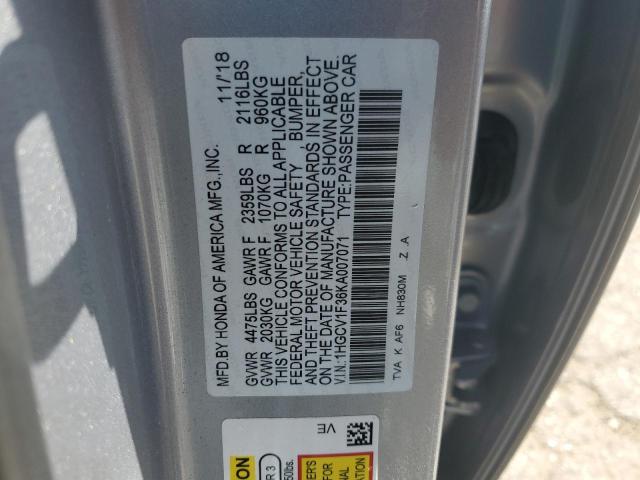 MFD.BY HONDA OF AMERICA MFG.,INC. 11/'18
GVWR 4475LBS GAWR F 2359LBS R 2116LBS
GVWR 2030KG GAWR F 1070KG R 960KG
THIS VEHICLE CONFORMS TO ALL APPLICABLE
FEDERAL MOTOR VEHICLE SAFETY , BUMPER,
AND THEFT PREVENTION STANDARDS IN EFFECT
ON THE DATE OF MANUFACTURE SHOWN ABOVE.
V.I.N.:1HGCV1F36KA007071 TYPE:PASSENGER CAR
TVA K AF6 NH830M .Z .A
VE